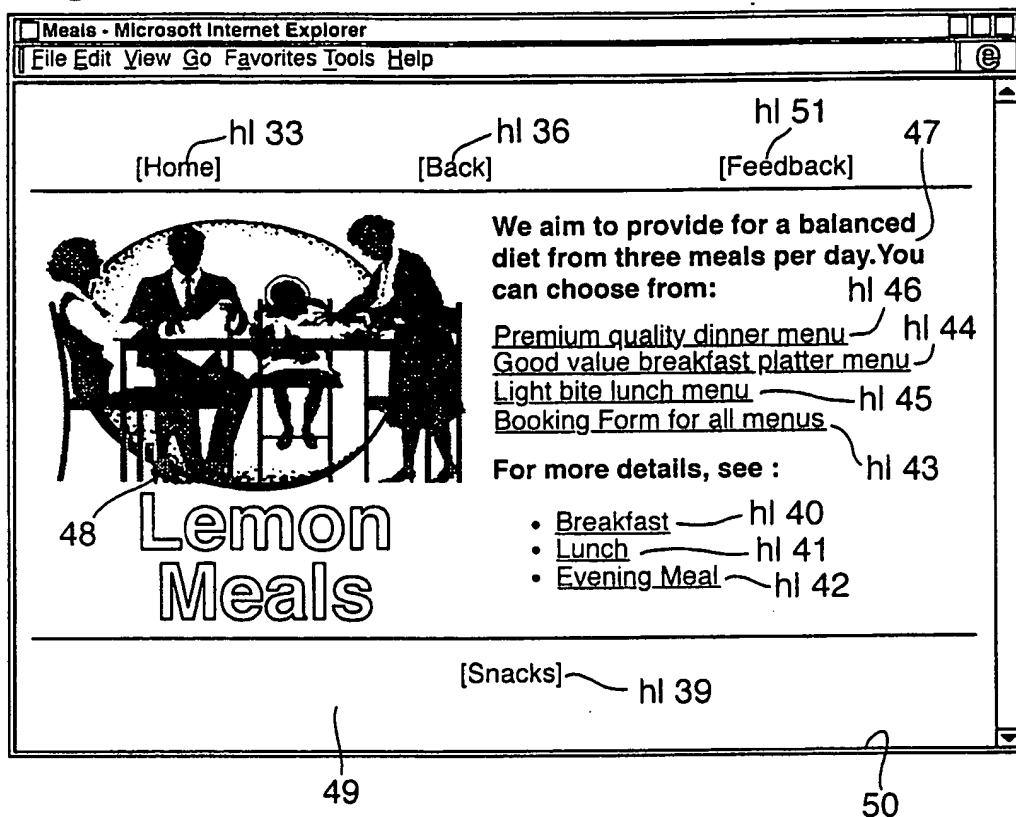 Meals - Microsoft Internet Explorer
File Edit View Go Favorites Tools Help
e
hl 33 hl 36 hl 51 47
[Home] [Back] [Feedback]
We aim to provide for a balanced
diet from three meals per day.You
can choose from: hl 46
Premium quality dinner menu hl 44
Good value breakfast platter menu
Light bite lunch menu hl 45
Booking Form for all menus
hl 43
For more details, see :
• Breakfast hl 40
• Lunch hl 41
• Evening Meal hl 42
48 Lemon
Meals
[Snacks] hl 39
49 50